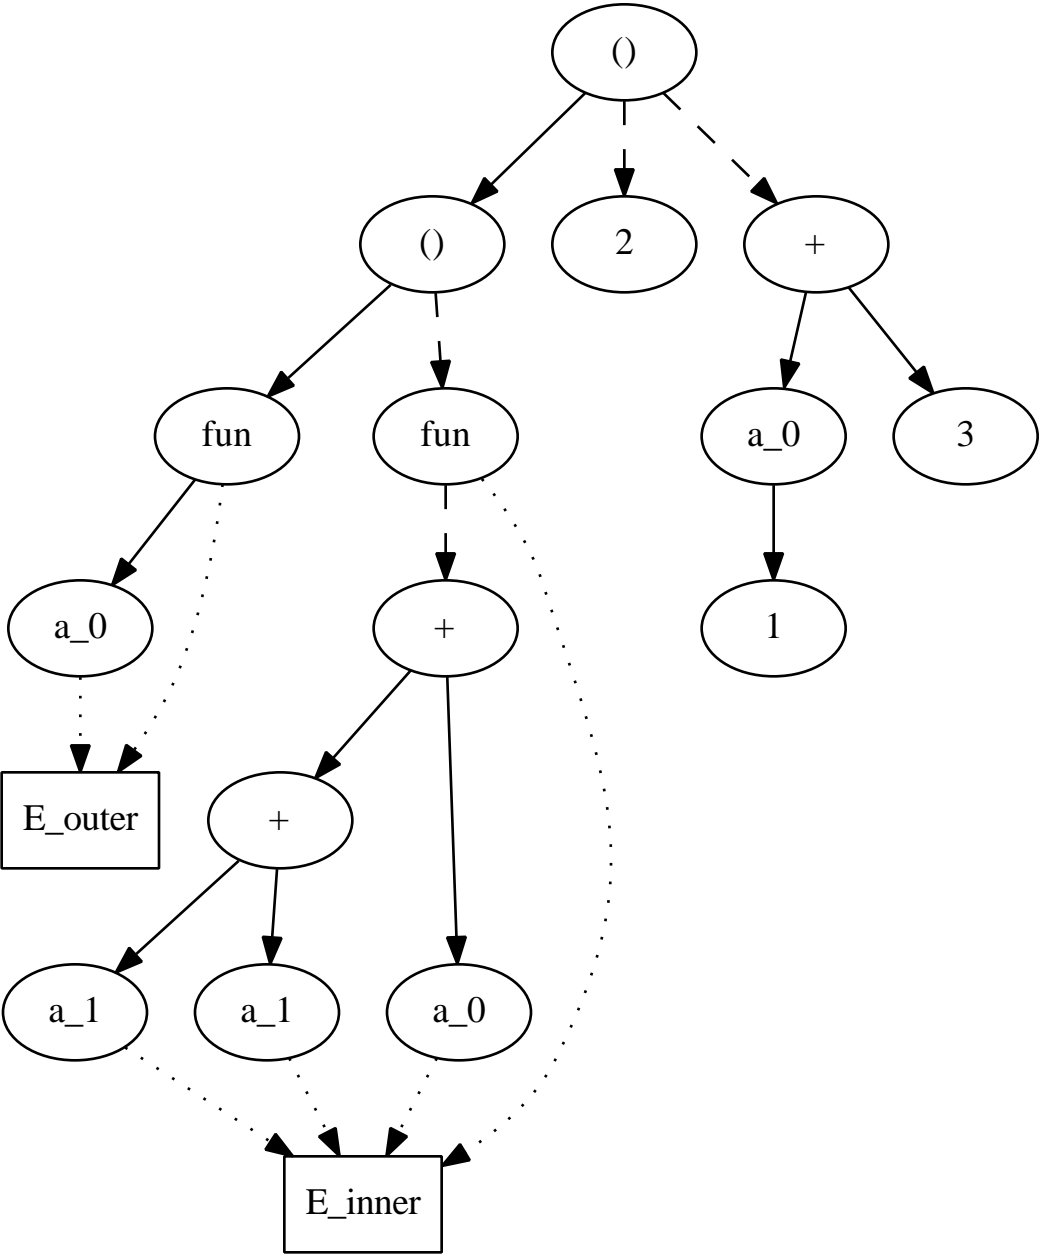 ()
()
2
+
fun
fun
a_0
3
a_0
+
1
E_outer
+
a_1
a_1
a_0
E_inner